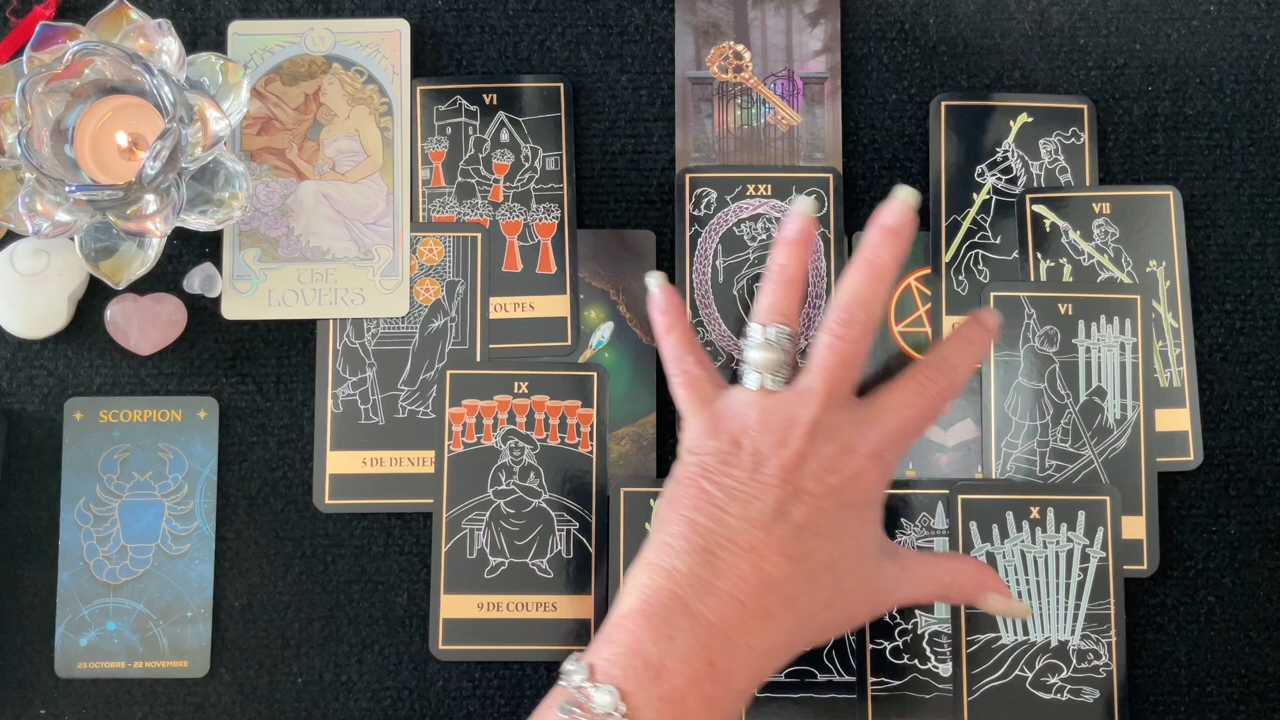 VI
THE
LOVERS
VI
COUPES
5 DE DENIER
IX
9 DE COUPES
SCORPION
23 OCTOBRE - 22 NOVEMBRE
XXI
VII
VI
X